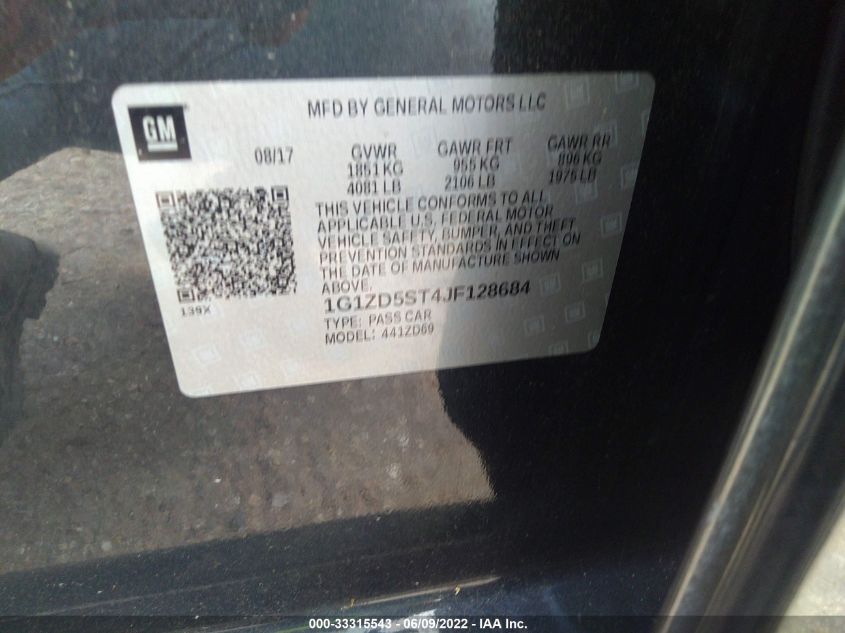 MFD BY GENERAL MOTORS LLC
GM
08/17
GVWR GAWR FRT GAWR RR
1851 KG 955 KG 896 KG
4081 LB 2106 LB 1975 LB
THIS VEHICLE CONFORMS TO ALL
APPLICABLE U.S. FEDERAL MOTOR
VEHICLE SAFETY, BUMPER, AND THEFT
PREVENTION STANDARDS IN EFFECT ON
THE DATE OF MANUFACTURE SHOWN
ABOVE.
139X
1G1ZD5ST4JF128684
TYPE: PASS CAR
MODEL: 441ZD69
000-33315543 - 06/09/2022 - IAA Inc.